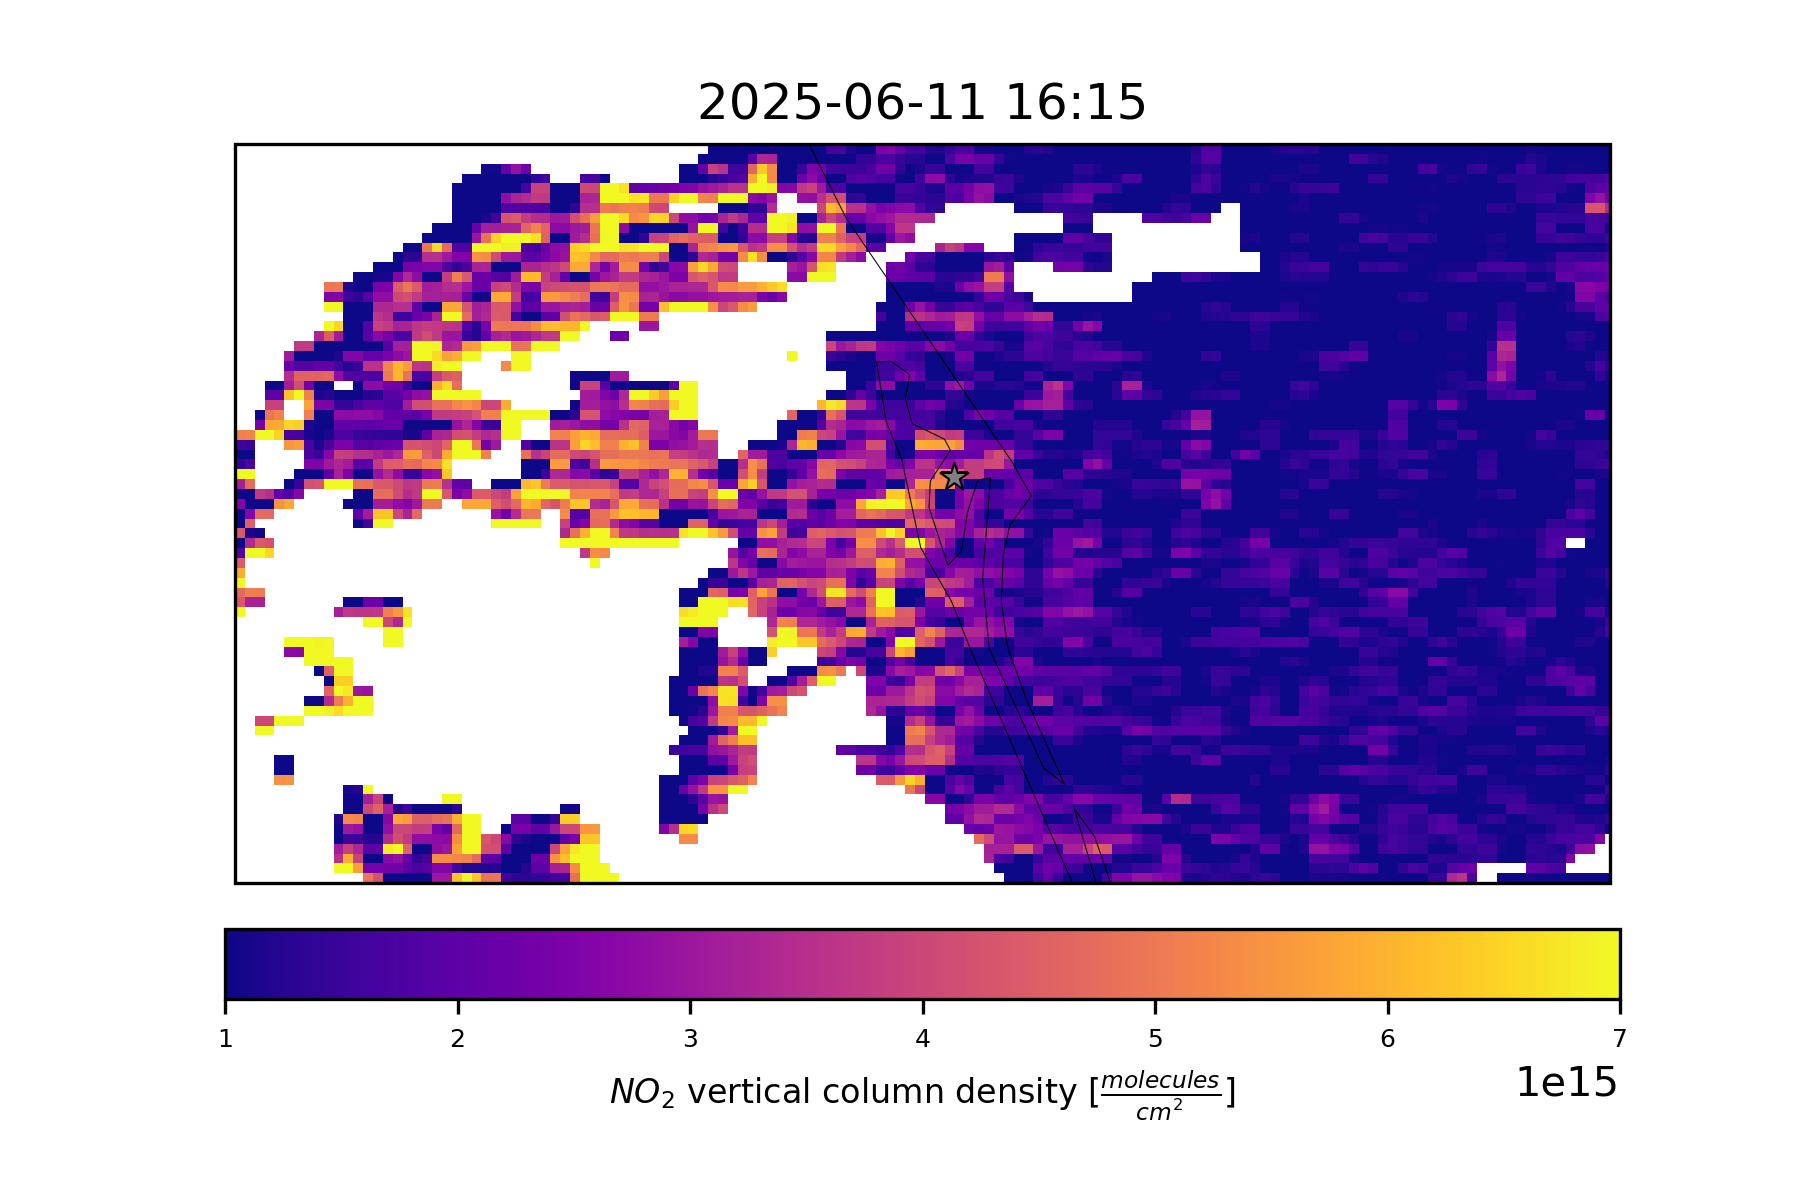 2025-06-11 16:15
1 2 3 4 5 6 7
1e15
NO2 vertical column density [molecules/cm2]